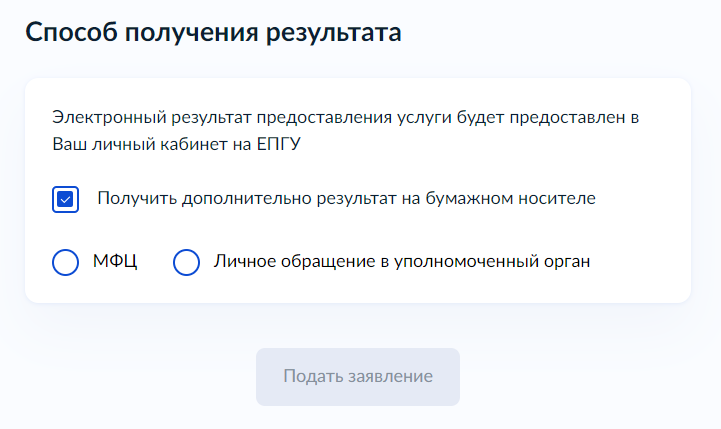 Способ получения результата
Электронный результат предоставления услуги будет предоставлен в
Ваш личный кабинет на ЕПГУ
Получить дополнительно результат на бумажном носителе
МФЦ Личное обращение в уполномоченный орган
Подать заявление